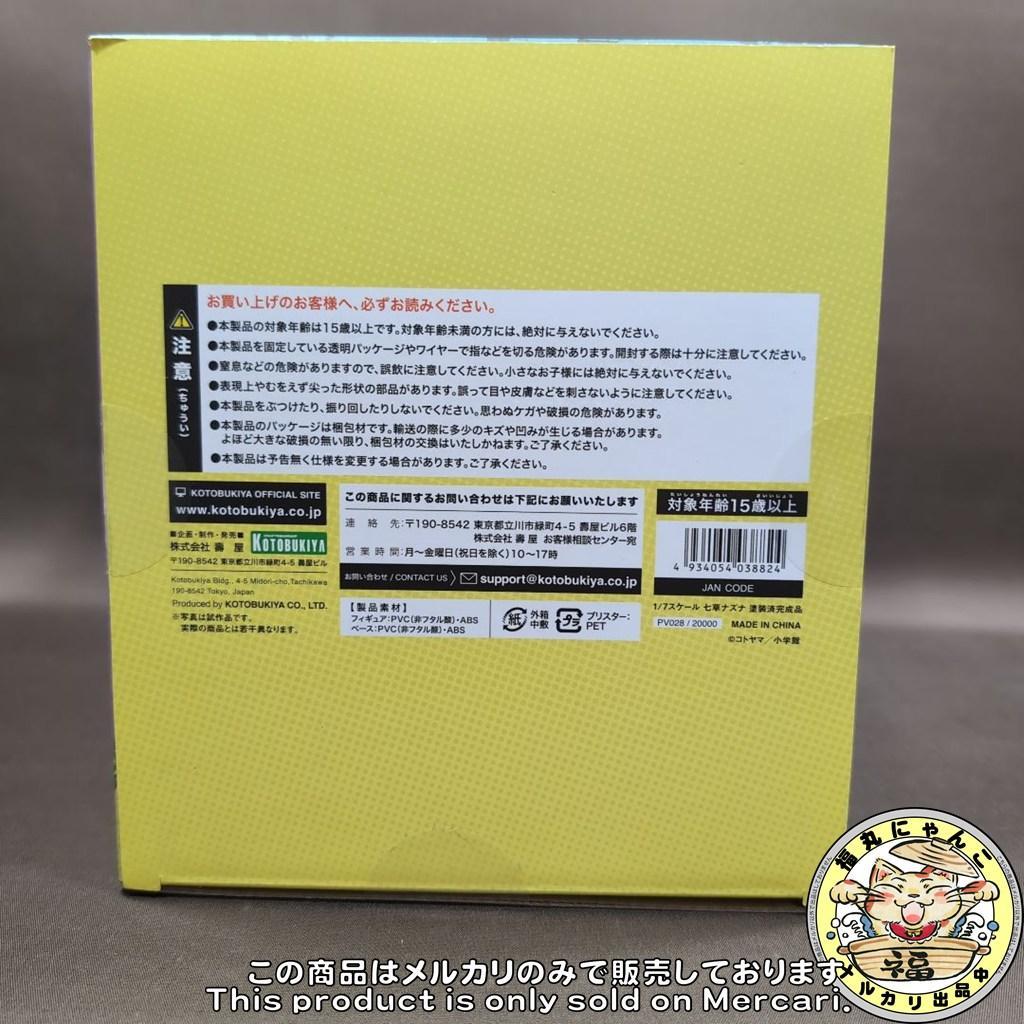 注意(ちゅうい)
お買い上げのお客様へ、必ずお読みください。
●本製品の対象年齢は15歳以上です。対象年齢未満の方には、絶対に与えないでください。
●本製品を固定している透明パッケージやワイヤーで指などを切る危険があります。開封する際は十分に注意してください。
●窒息などの危険がありますので、誤飲に注意してください。小さなお子様には絶対に与えないでください。
●表現上やむをえず尖った形状の部品があります。誤って目や皮膚などを刺さないように注意してください。
●本製品をぶつけたり、振り回したりしないでください。思わぬケガや破損の危険があります。
●本製品のパッケージは梱包材です。輸送の際に多少のキズや凹みが生じる場合があります。
よほど大きな破損の無い限り、梱包材の交換はいたしかねます。ご了承ください。
●本製品は予告無く仕様を変更する場合があります。ご了承ください。
KOTOBUKIYA OFFICIAL SITE
www.kotobukiya.co.jp
■企画・制作・発売■
株式会社 壽 屋
KOTOBUKIYA
〒190-8542 東京都立川市緑町4-5 壽屋ビル
Kotobukiya Bldg., 4-5 Midori-cho,Tachikawa
190-8542 Tokyo, Japan
Produced by KOTOBUKIYA CO., LTD.
※写真は試作品です。
実際の商品とは若干異なります。
この商品に関するお問い合わせは下記にお願いいたします
連絡先:〒190-8542 東京都立川市緑町4-5 壽屋ビル6階
株式会社 壽 屋 お客様相談センター宛
営業時間:月〜金曜日(祝日を除く)10〜17時
お問い合わせ / CONTACT US
support@kotobukiya.co.jp
【製品素材】
フィギュア:PVC(非フタル酸)・ABS
ベース:PVC(非フタル酸)・ABS
紙
外箱
中敷
プラ
ブリスター:
PET
たいしょうねんれい さいいじょう
対象年齢15歳以上
4 934054 038824
JAN CODE
1/7スケール 七草ナズナ 塗装済完成品
PV028 / 20000
MADE IN CHINA
©コトヤマ/小学館
福丸にゃんこ
福
メルカリ出品中
この商品はメルカリのみで販売しております。
This product is only sold on Mercari.